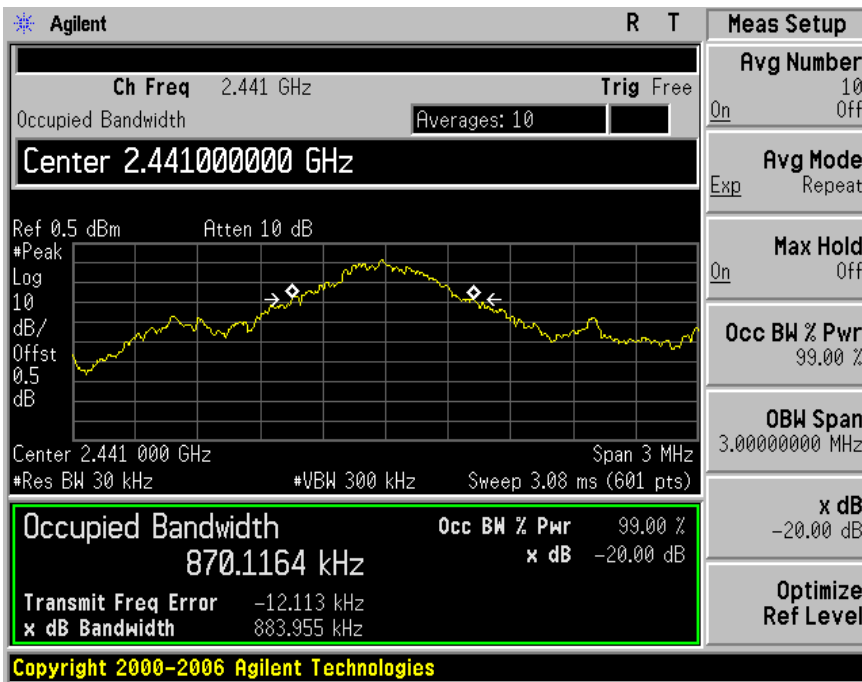 Agilent R T
Meas Setup
Ch Freq 2.441 GHz Trig Free
Occupied Bandwidth Averages: 10
Center 2.441000000 GHz
Ref 0.5 dBm Atten 10 dB
#Peak
Log
10
dB/
Offst
0.5
dB
Center 2.441 000 GHz Span 3 MHz
#Res BW 30 kHz #VBW 300 kHz Sweep 3.08 ms (601 pts)
Occupied Bandwidth Occ BW % Pwr 99.00 %
870.1164 kHz x dB -20.00 dB
Transmit Freq Error -12.113 kHz
x dB Bandwidth 883.955 kHz
Copyright 2000-2006 Agilent Technologies
Avg Number
10
On Off
Avg Mode
Exp Repeat
Max Hold
On Off
Occ BW % Pwr
99.00 %
OBW Span
3.00000000 MHz
x dB
-20.00 dB
Optimize
Ref Level